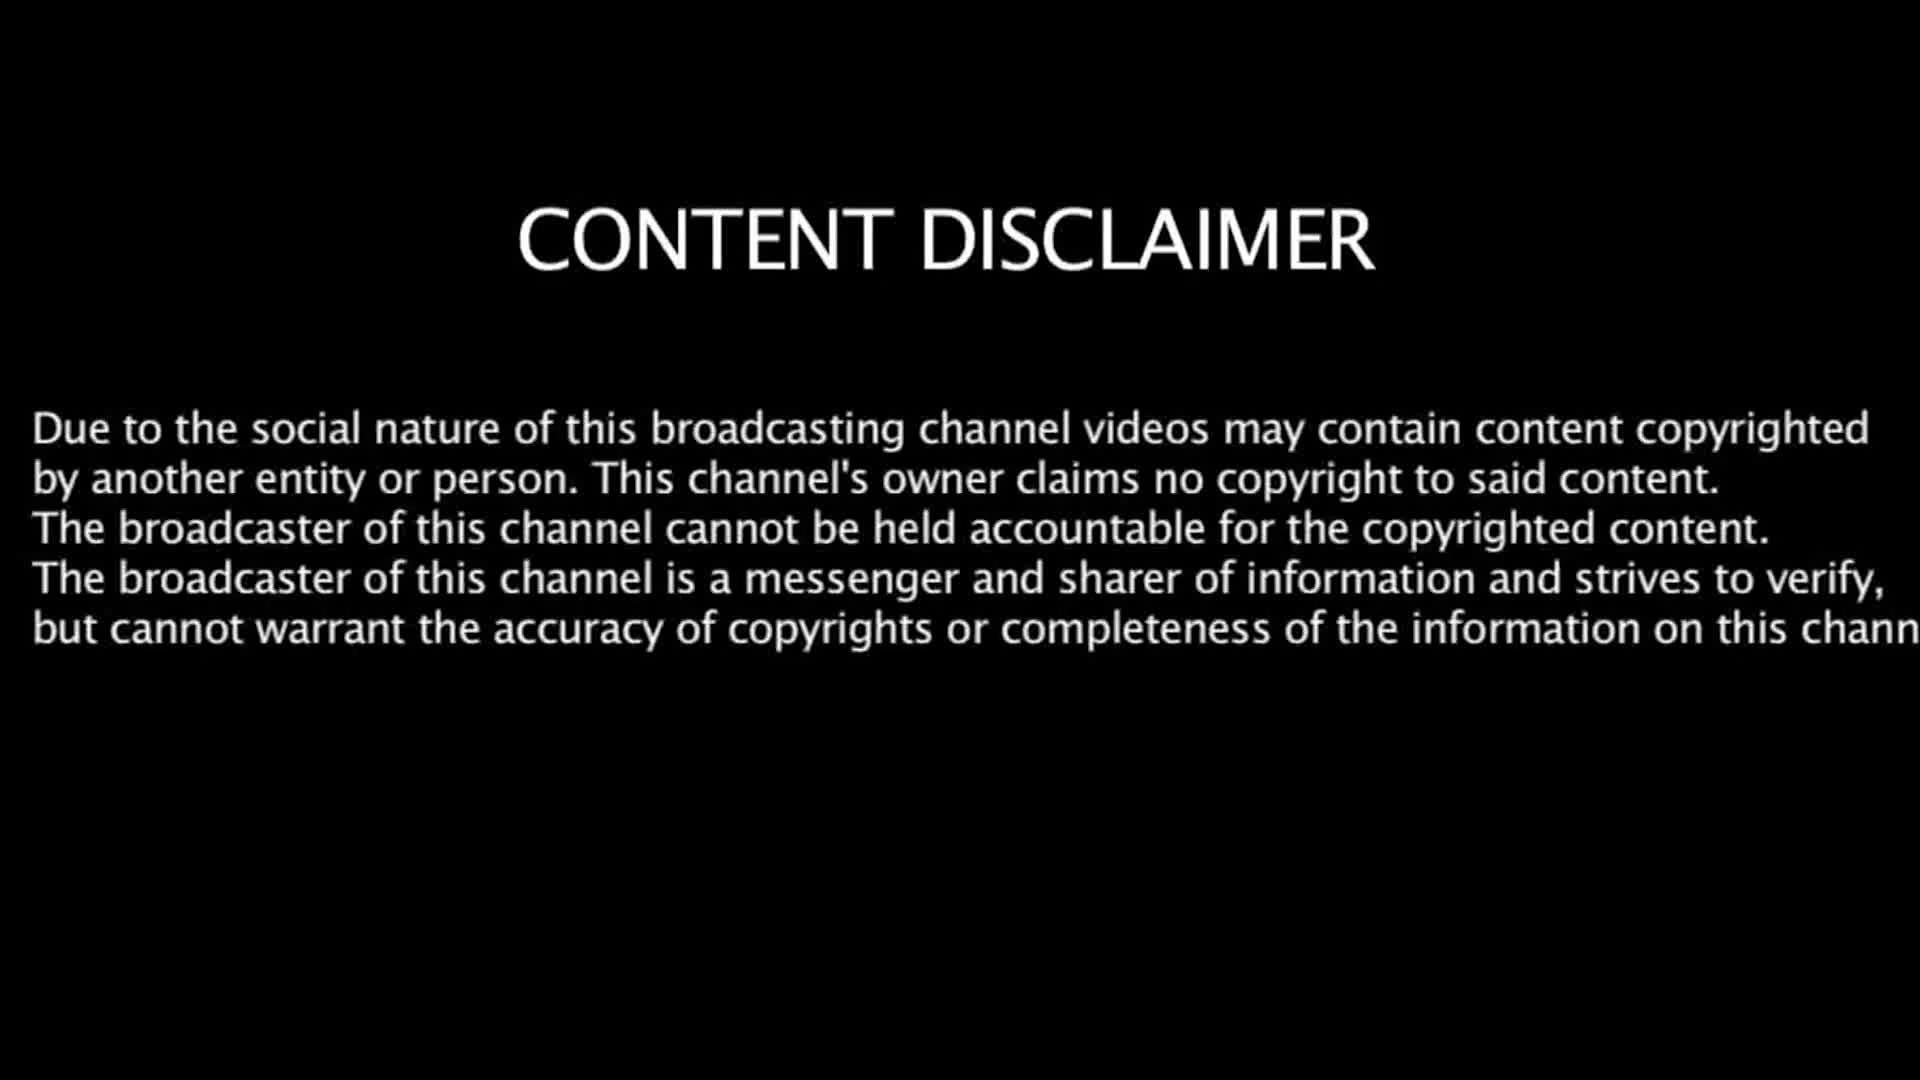 CONTENT DISCLAIMER
Due to the social nature of this broadcasting channel videos may contain content copyrighted
by another entity or person. This channel's owner claims no copyright to said content.
The broadcaster of this channel cannot be held accountable for the copyrighted content.
The broadcaster of this channel is a messenger and sharer of information and strives to verify,
but cannot warrant the accuracy of copyrights or completeness of the information on this chann